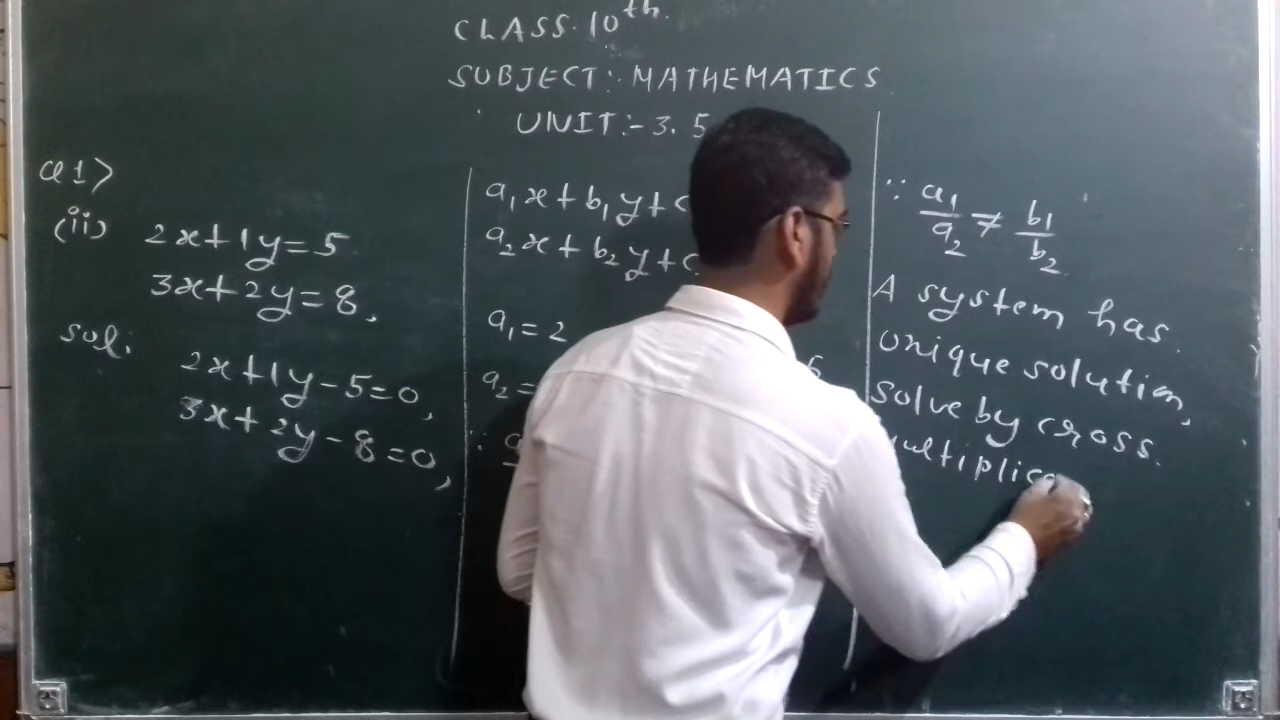 CLASS. 10th.
SUBJECT:- MATHEMATICS
UNIT:- 3.5
Q1>
(ii) 2x+1y=5
3x+2y=8,
Sol:
2x+1y-5=0,
3x+2y-8=0,
a₁x+b₁y+c
a₂x+b₂y+c
a₁=2
a₂=
∵ a₁/a₂ ≠ b₁/b₂
A system has.
unique solution,
solve by cross.
multiplica